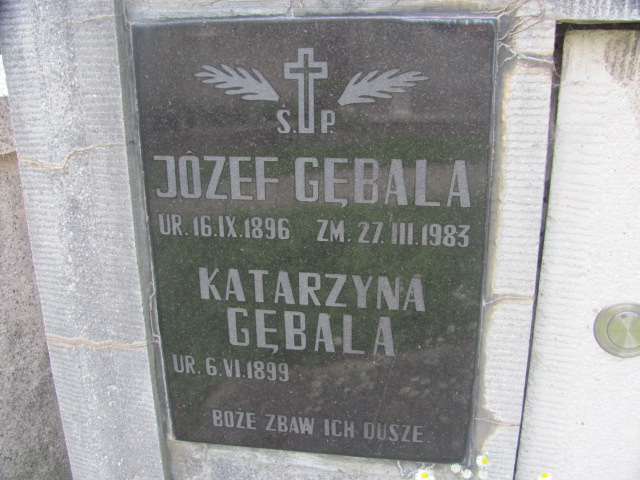 Ś.P.
JÓZEF GĘBALA
UR. 16.IX.1896 ZM. 27.III.1983
KATARZYNA
GĘBALA
UR. 6.VI.1899
BOŻE ZBAW ICH DUSZE